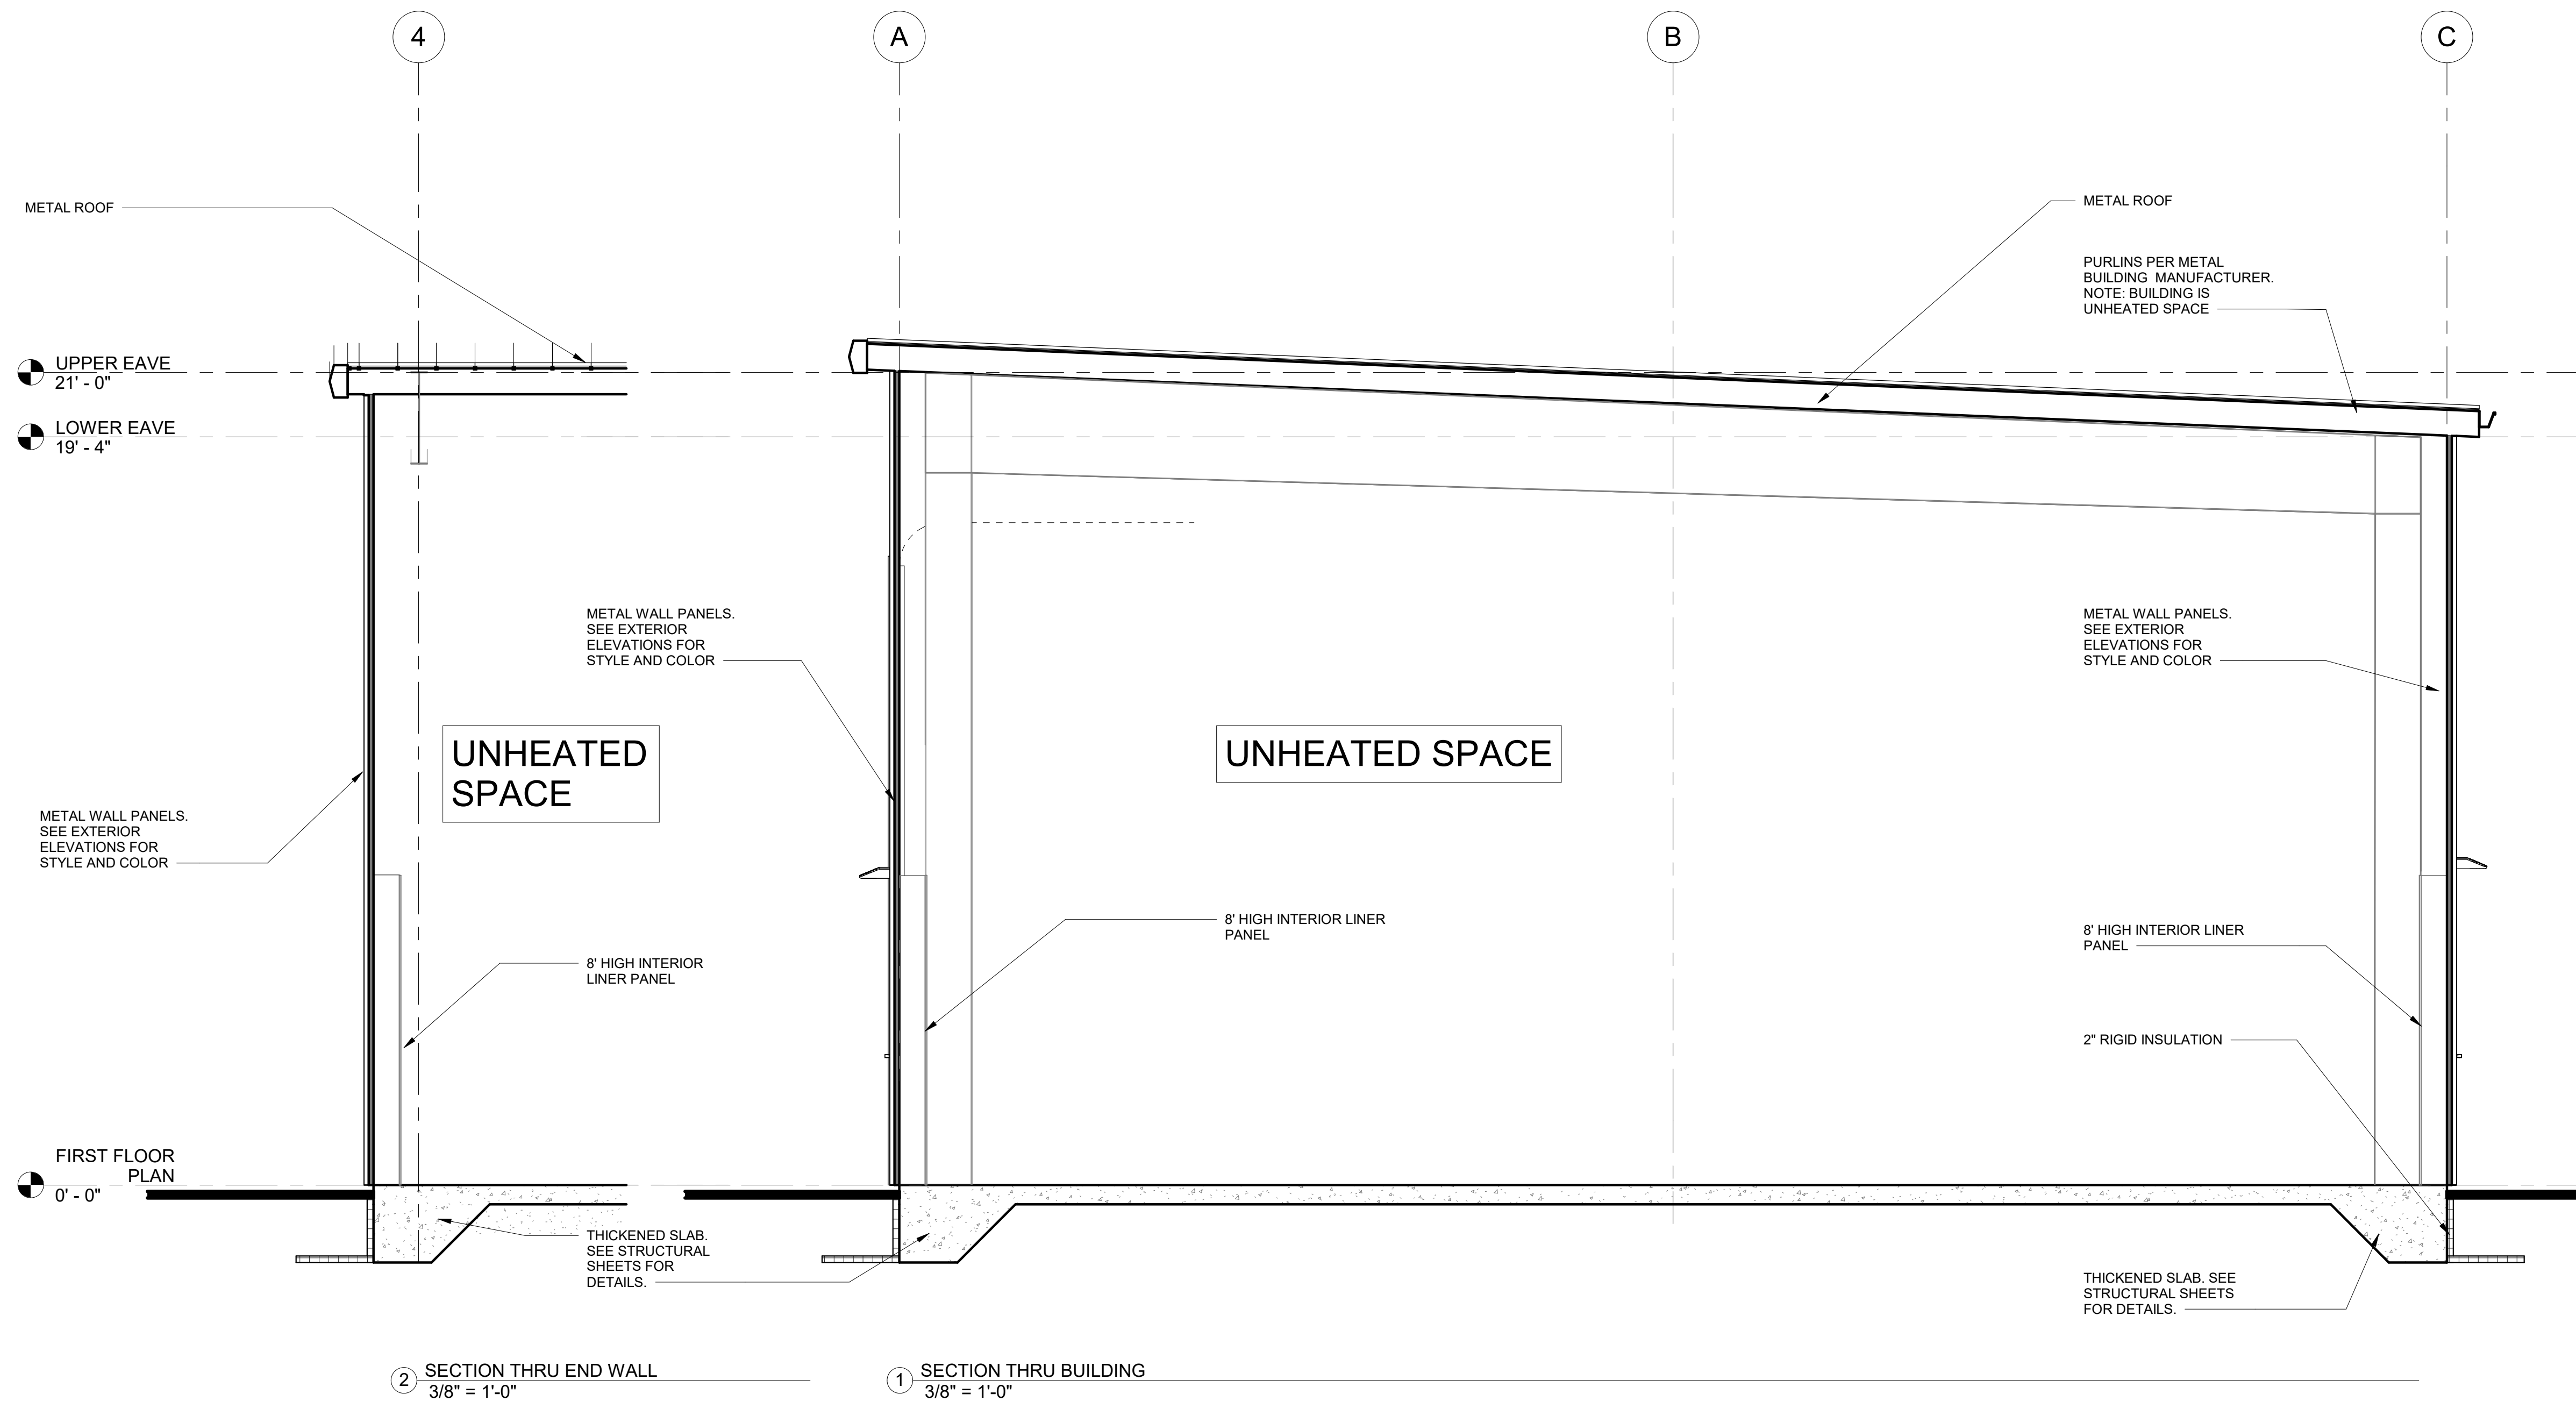 4
A
B
C
METAL ROOF
METAL ROOF
PURLINS PER METAL
BUILDING MANUFACTURER.
NOTE: BUILDING IS
UNHEATED SPACE
UPPER EAVE
21' - 0"
LOWER EAVE
19' - 4"
METAL WALL PANELS.
SEE EXTERIOR
ELEVATIONS FOR
STYLE AND COLOR
METAL WALL PANELS.
SEE EXTERIOR
ELEVATIONS FOR
STYLE AND COLOR
UNHEATED
SPACE
UNHEATED SPACE
METAL WALL PANELS.
SEE EXTERIOR
ELEVATIONS FOR
STYLE AND COLOR
8' HIGH INTERIOR LINER
PANEL
8' HIGH INTERIOR LINER
PANEL
8' HIGH INTERIOR
LINER PANEL
2" RIGID INSULATION
FIRST FLOOR
PLAN
0' - 0"
THICKENED SLAB.
SEE STRUCTURAL
SHEETS FOR
DETAILS.
THICKENED SLAB. SEE
STRUCTURAL SHEETS
FOR DETAILS.
2 SECTION THRU END WALL
3/8" = 1'-0"
1 SECTION THRU BUILDING
3/8" = 1'-0"